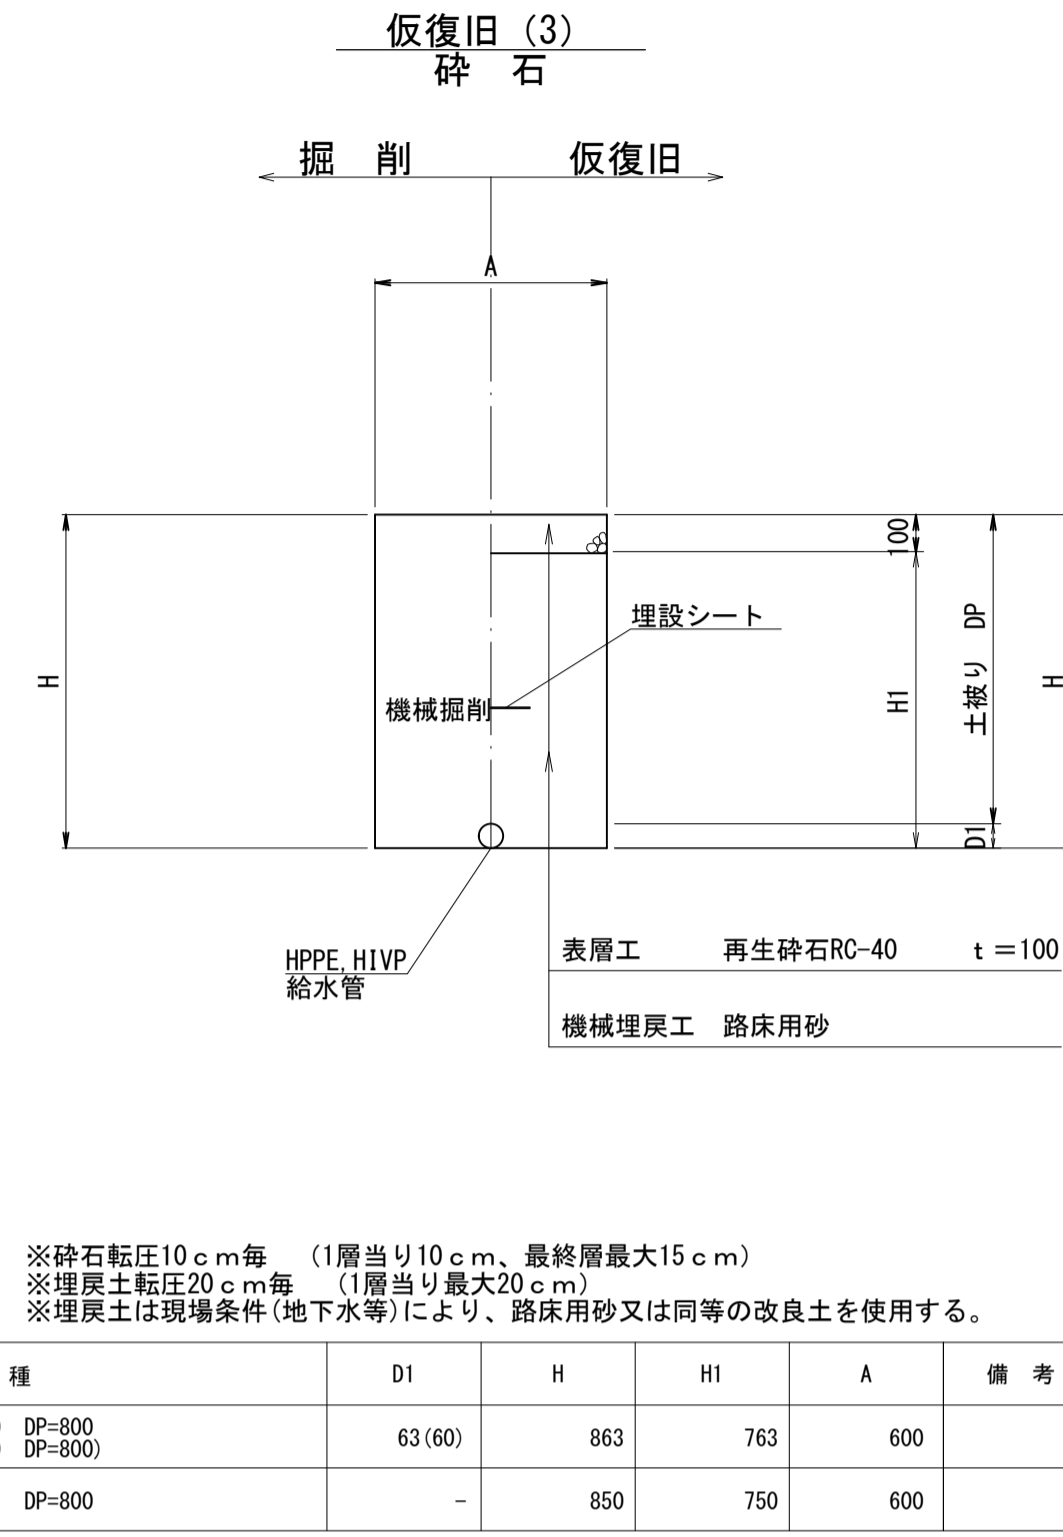 仮復旧（3）
砕　石
掘　削
仮復旧
A
100
埋設シート
土被り　DP
H
H1
H
機械掘削
D1
HPPE, HIVP
給水管
表層工　再生砕石RC-40　t＝100
機械埋戻工　路床用砂
※砕石転圧10ｃｍ毎　（1層当り10ｃｍ、最終層最大15ｃｍ）
※埋戻土転圧20ｃｍ毎　（1層当り最大20ｃｍ）
※埋戻土は現場条件(地下水等)により、路床用砂又は同等の改良土を使用する。
種　D1　H　H1　A　備　考
DP=800
DP=800)　63(60)　863　763　600
DP=800　－　850　750　600